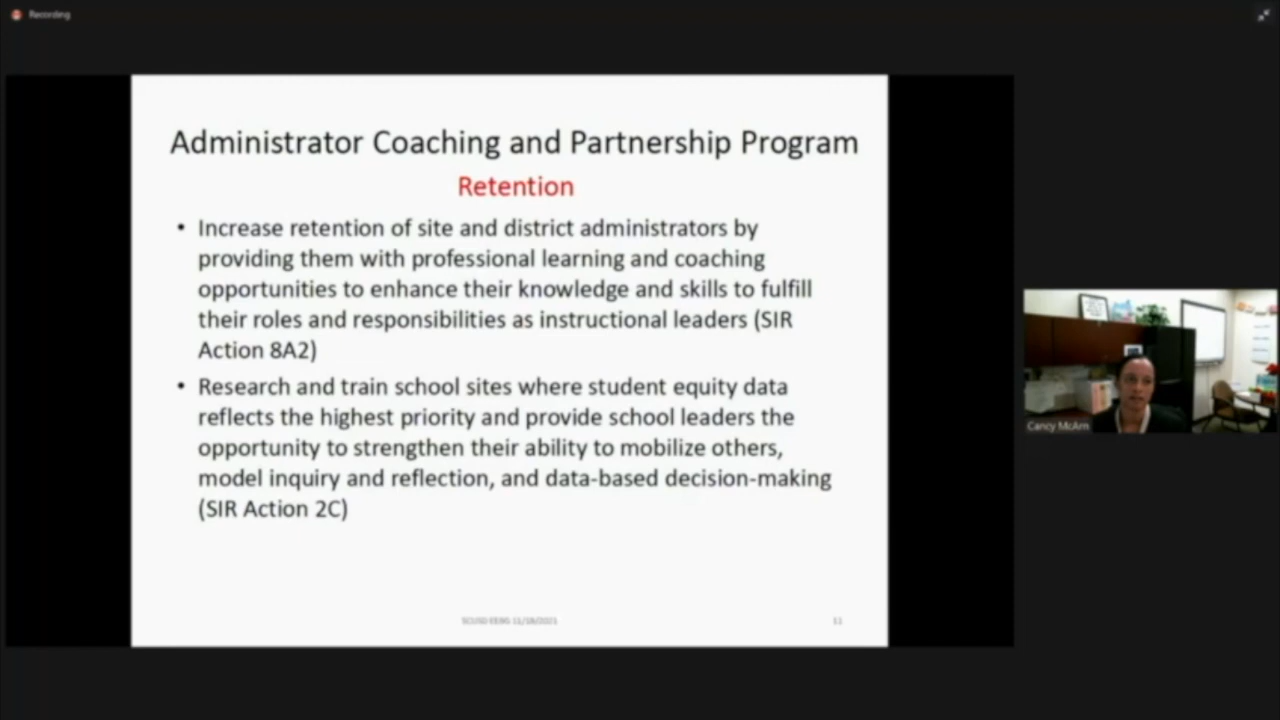 Recording
Administrator Coaching and Partnership Program
Retention
• Increase retention of site and district administrators by
providing them with professional learning and coaching
opportunities to enhance their knowledge and skills to fulfill
their roles and responsibilities as instructional leaders (SIR
Action 8A2)
• Research and train school sites where student equity data
reflects the highest priority and provide school leaders the
opportunity to strengthen their ability to mobilize others,
model inquiry and reflection, and data-based decision-making
(SIR Action 2C)
11/18/2021
11
Cancy McArn